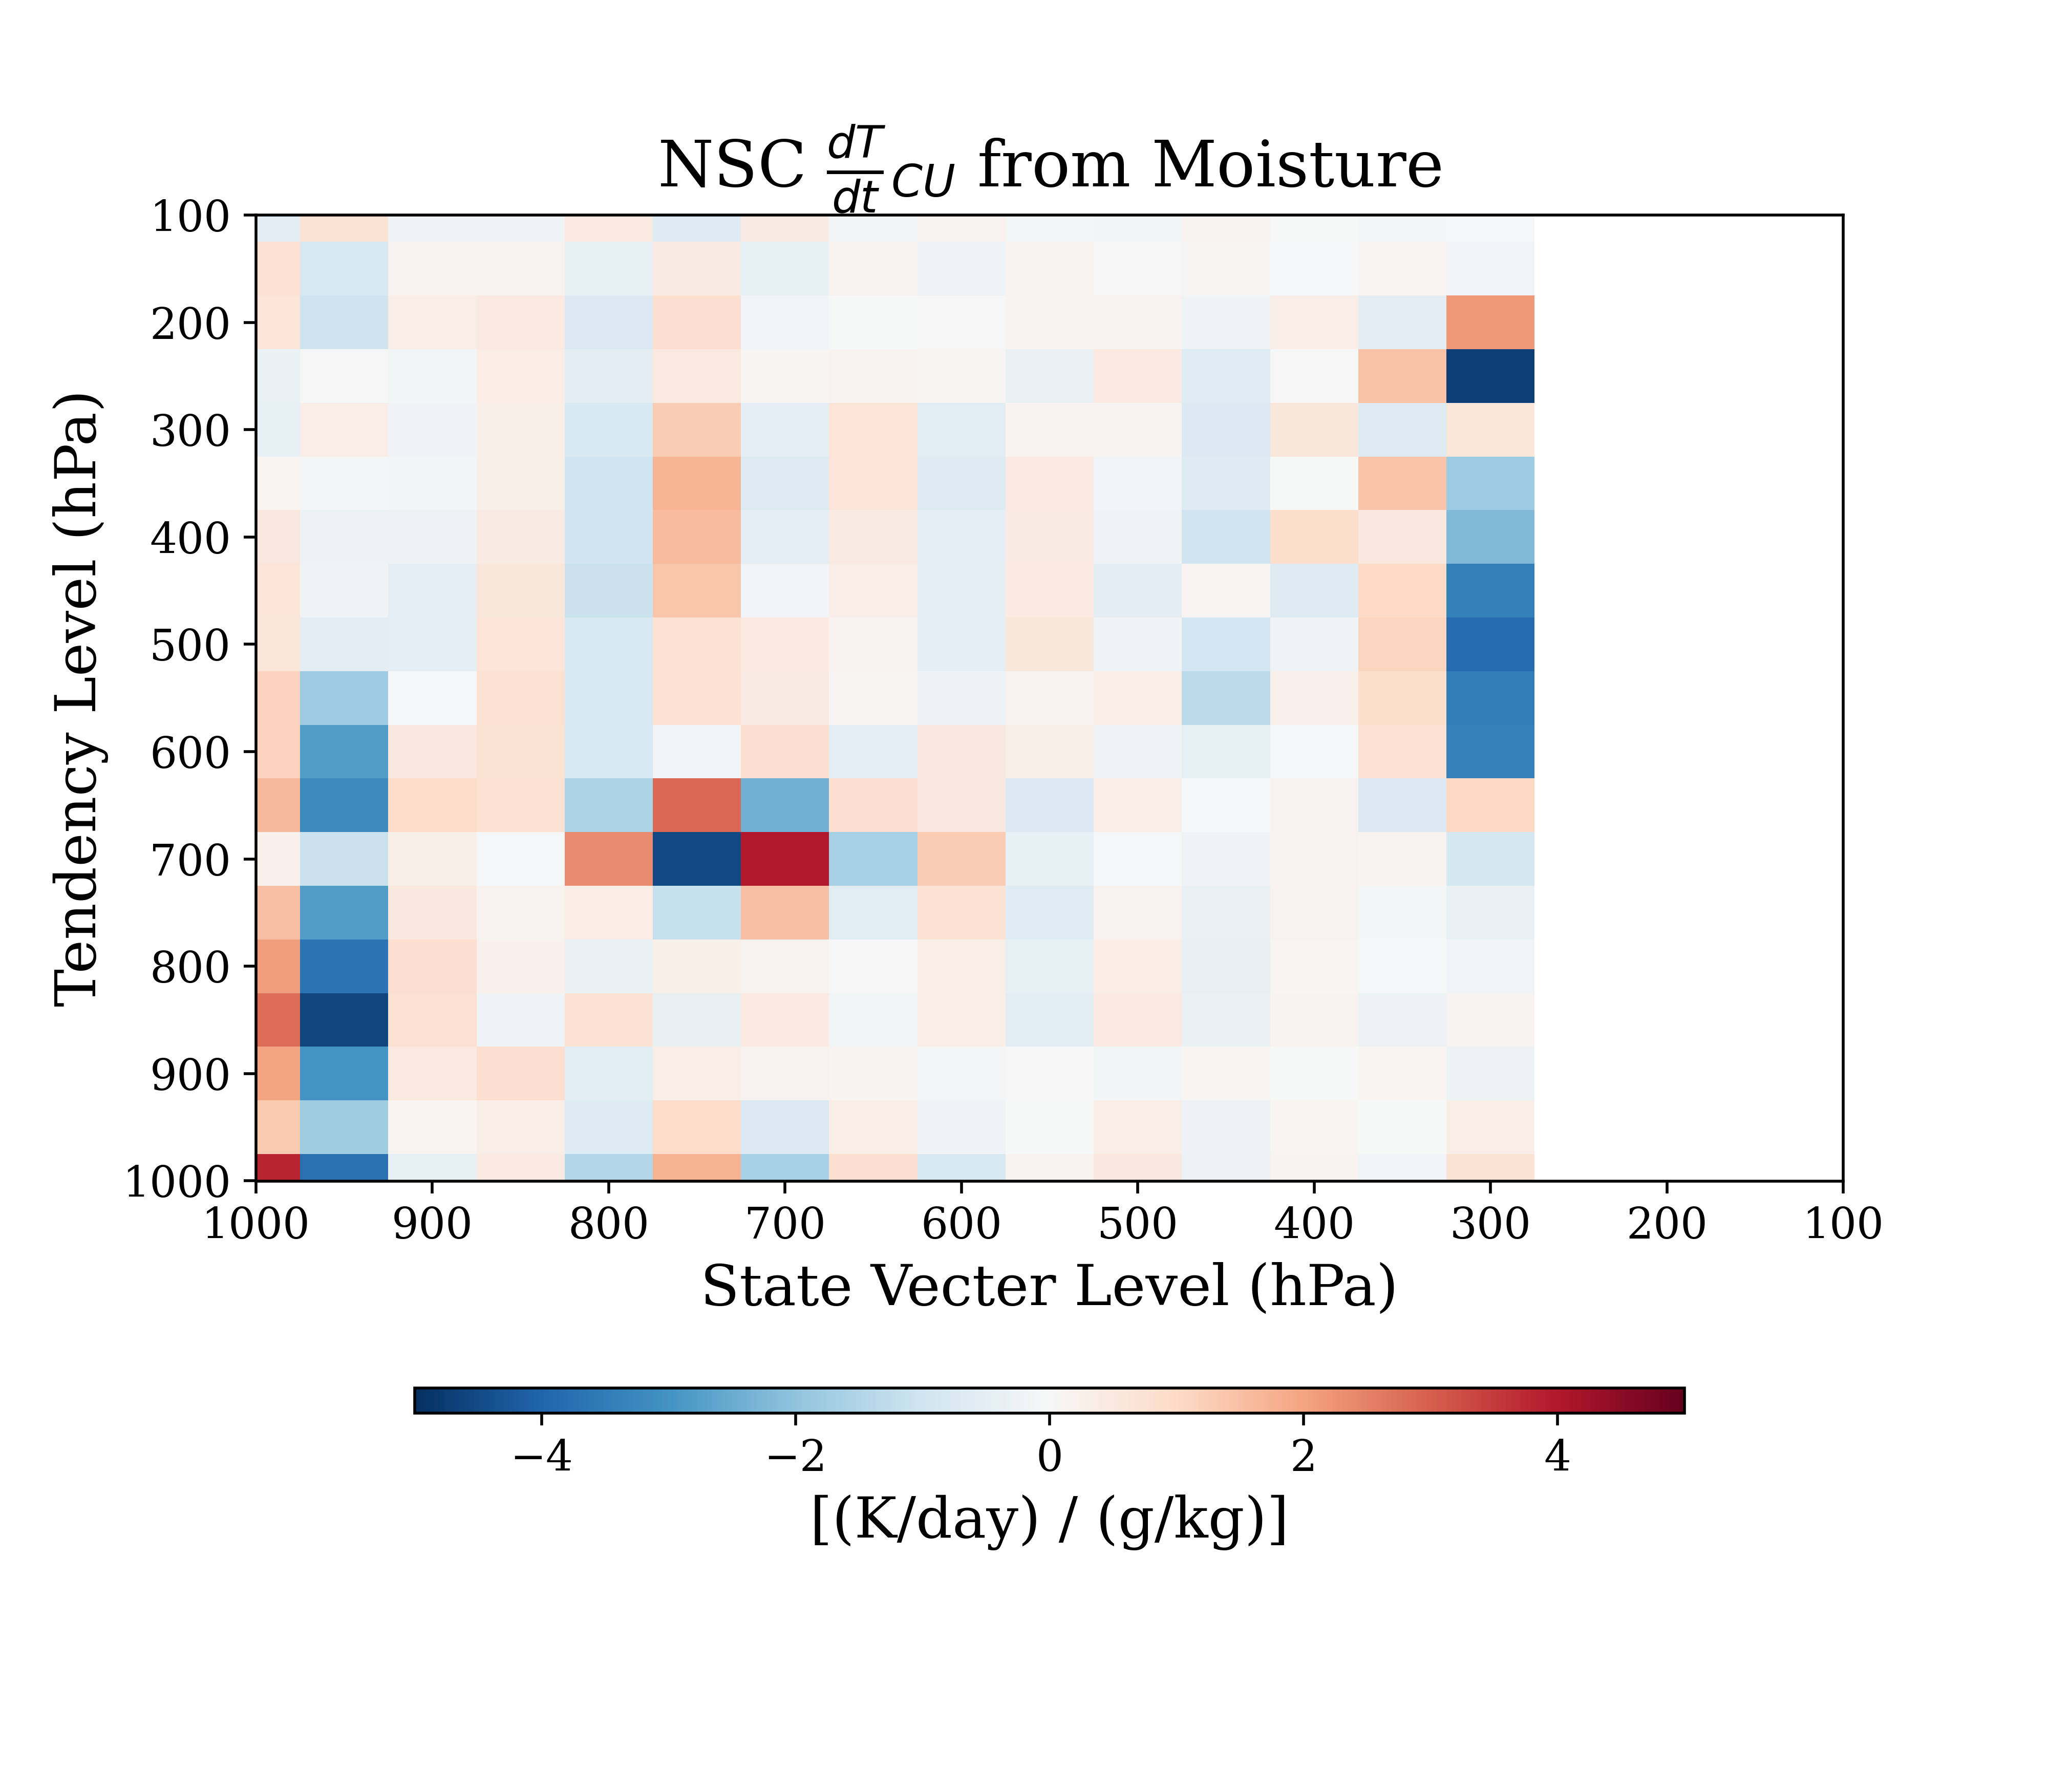 NSC dT/dt CU from Moisture
Tendency Level (hPa)
100
200
300
400
500
600
700
800
900
1000
1000 900 800 700 600 500 400 300 200 100
State Vecter Level (hPa)
−4 −2 0 2 4
[(K/day) / (g/kg)]